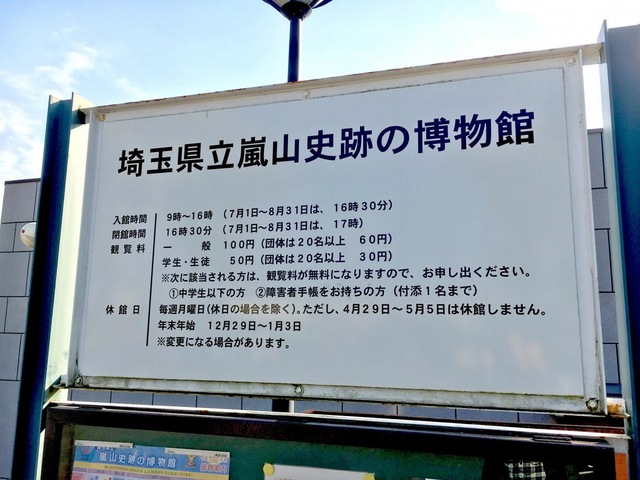 埼玉県立嵐山史跡の博物館
入館時間 9時～16時 (7月1日～8月31日は、16時30分)
閉館時間 16時30分 (7月1日～8月31日は、17時)
観覧料 一般 100円(団体は20名以上 60円)
学生・生徒 50円(団体は20名以上 30円)
※次に該当される方は、観覧料が無料になりますので、お申し出ください。
①中学生以下の方 ②障害者手帳をお持ちの方(付添1名まで)
休館日 毎週月曜日(休日の場合を除く)。ただし、4月29日～5月5日は休館しません。
年末年始 12月29日～1月3日
※変更になる場合があります。
嵐山史跡の博物館